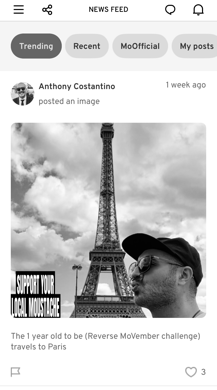 NEWS FEED
Trending
Recent
MoOfficial
My posts
Anthony Costantino
1 week ago
posted an image
SUPPORT YOUR
LOCAL MOUSTACHE
The 1 year old to be (Reverse MoVember challenge)
travels to Paris
3